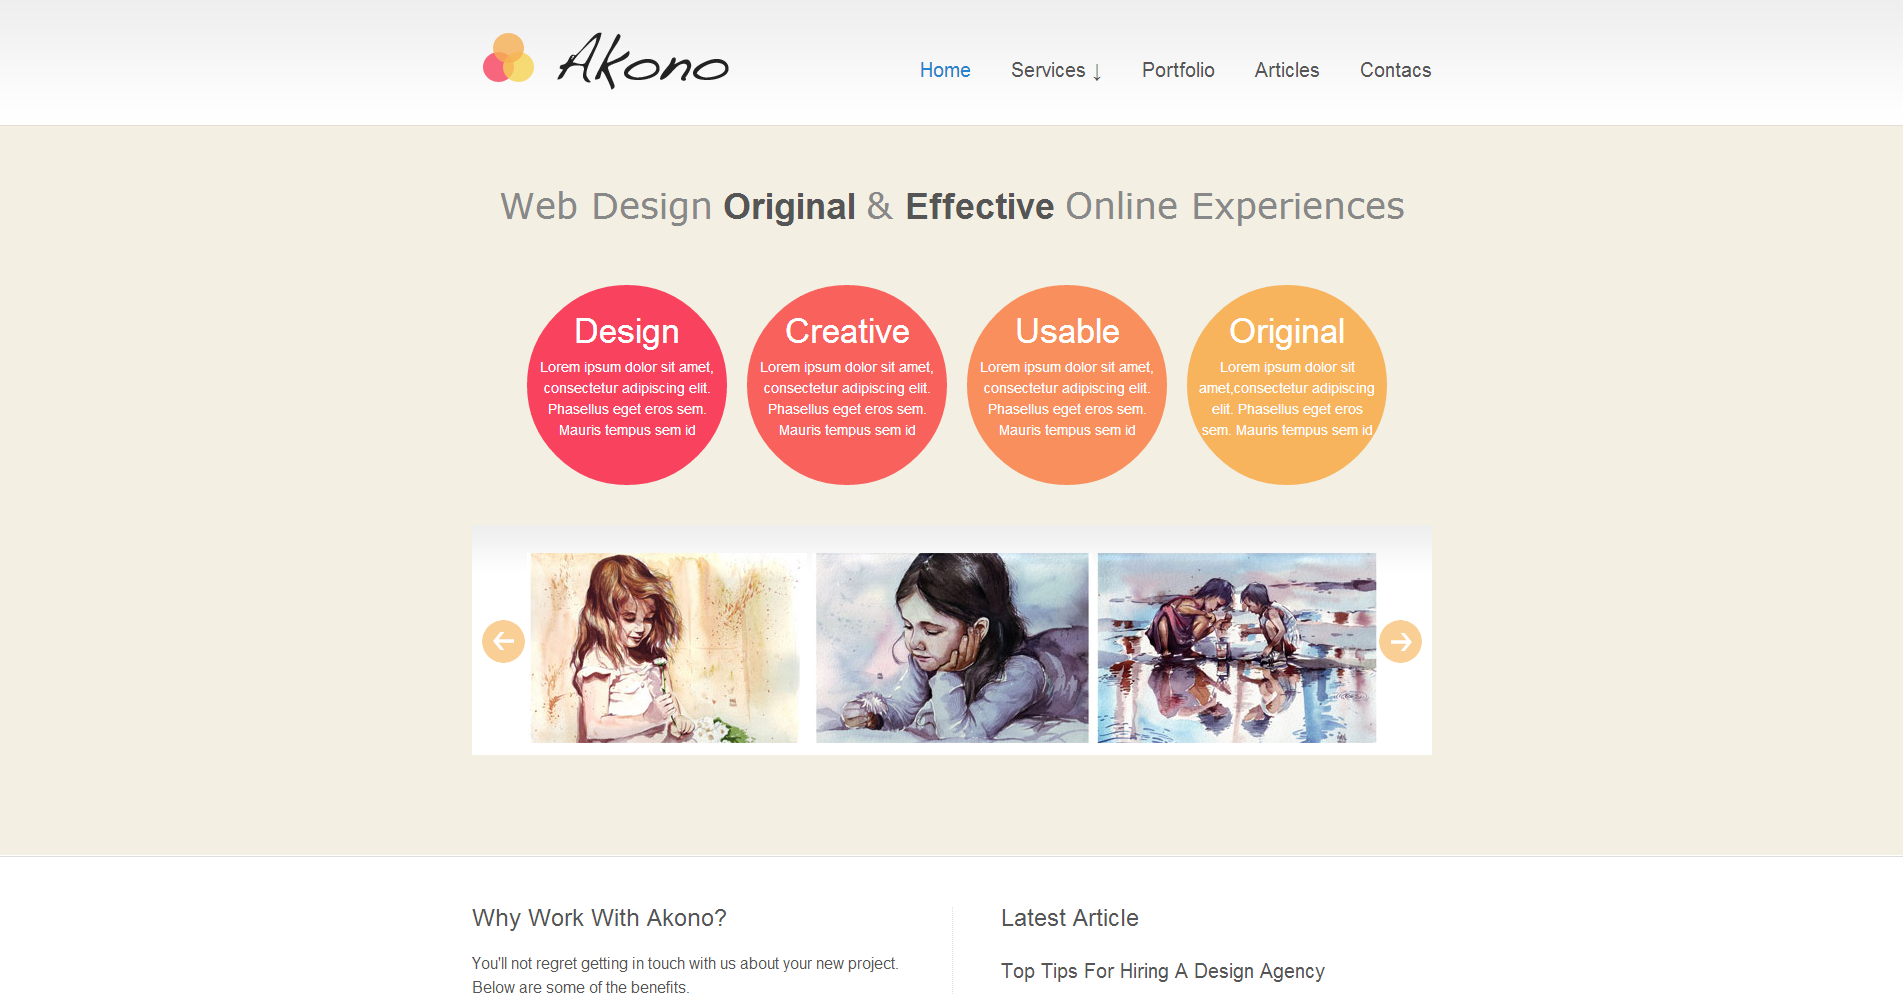 Akono
Home
Services ↓
Portfolio
Articles
Contacs
Web Design Original & Effective Online Experiences
Design
Lorem ipsum dolor sit amet,
consectetur adipiscing elit.
Phasellus eget eros sem.
Mauris tempus sem id
Creative
Lorem ipsum dolor sit amet,
consectetur adipiscing elit.
Phasellus eget eros sem.
Mauris tempus sem id
Usable
Lorem ipsum dolor sit amet,
consectetur adipiscing elit.
Phasellus eget eros sem.
Mauris tempus sem id
Original
Lorem ipsum dolor sit
amet,consectetur adipiscing
elit. Phasellus eget eros
sem. Mauris tempus sem id
Why Work With Akono?
You'll not regret getting in touch with us about your new project.
Below are some of the benefits.
Latest Article
Top Tips For Hiring A Design Agency